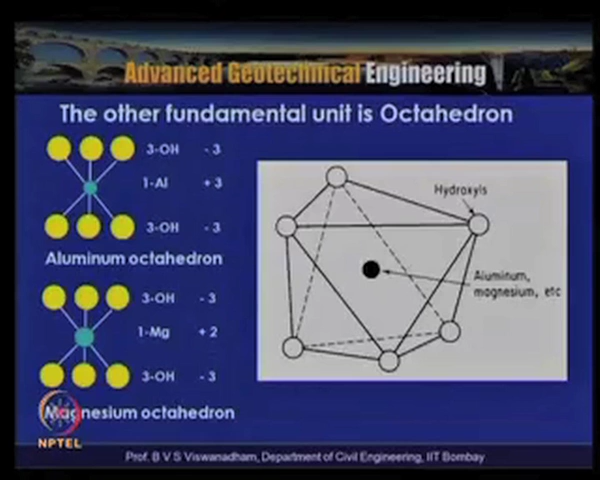 Advanced Geotechnical Engineering
The other fundamental unit is Octahedron
3-OH - 3
1-Al + 3
3-OH - 3
Aluminum octahedron
3-OH - 3
1-Mg + 2
3-OH - 3
Magnesium octahedron
Hydroxyls
Aluminum,
magnesium, etc
NPTEL
Prof. B V S Viswanadham, Department of Civil Engineering, IIT Bombay